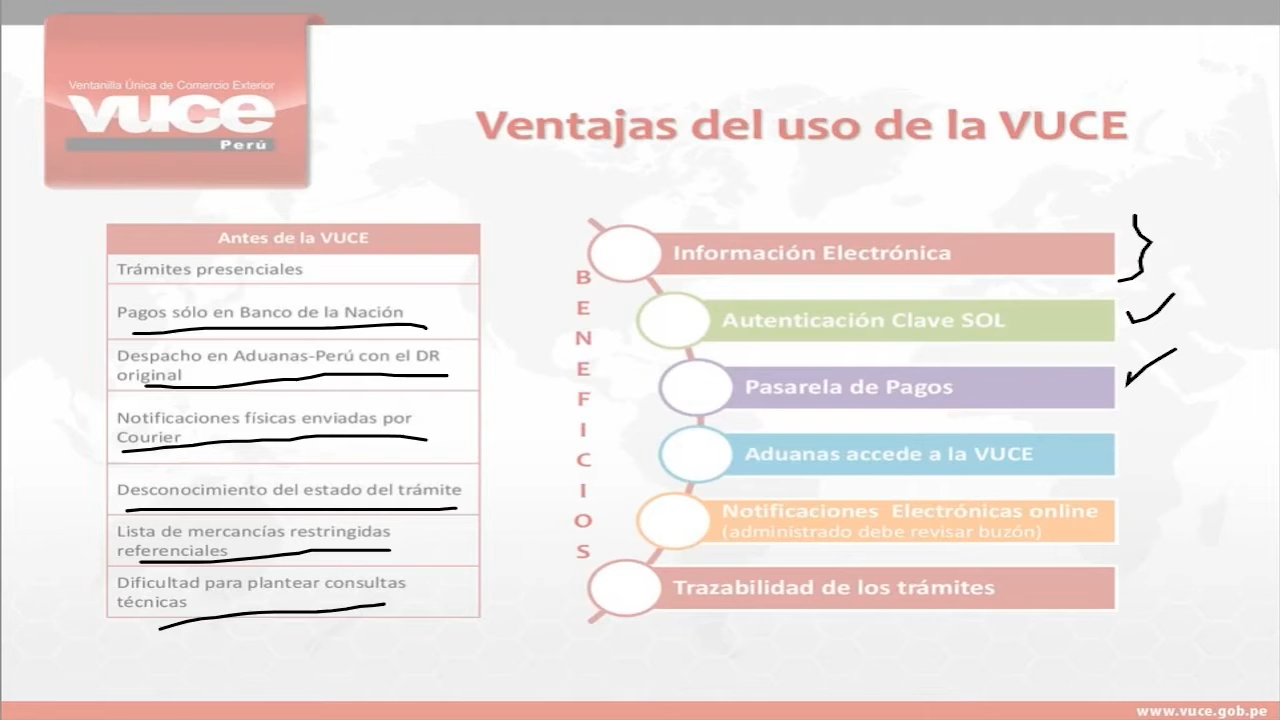 Ventanilla Única de Comercio Exterior
vuce
Perú
Ventajas del uso de la VUCE
Antes de la VUCE
Trámites presenciales
Pagos sólo en Banco de la Nación
Despacho en Aduanas-Perú con el DR
original
Notificaciones físicas enviadas por
Courier
Desconocimiento del estado del trámite
Lista de mercancías restringidas
referenciales
Dificultad para plantear consultas
técnicas
BENEFICIOS
Información Electrónica
Autenticación Clave SOL
Pasarela de Pagos
Aduanas accede a la VUCE
Notificaciones Electrónicas online
(administrado debe revisar buzón)
Trazabilidad de los trámites
www.vuce.gob.pe